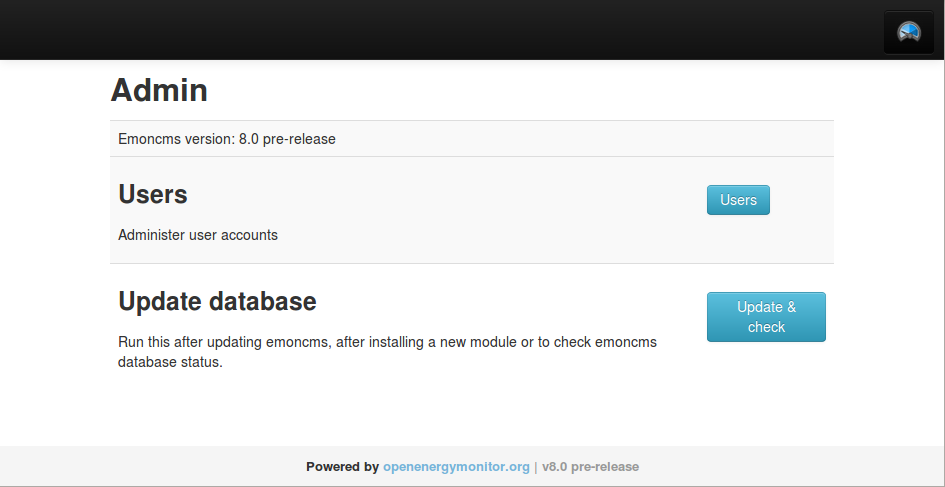 Admin
Emoncms version: 8.0 pre-release
Users
Users
Administer user accounts
Update database
Update &
check
Run this after updating emoncms, after installing a new module or to check emoncms
database status.
Powered by openenergymonitor.org | v8.0 pre-release